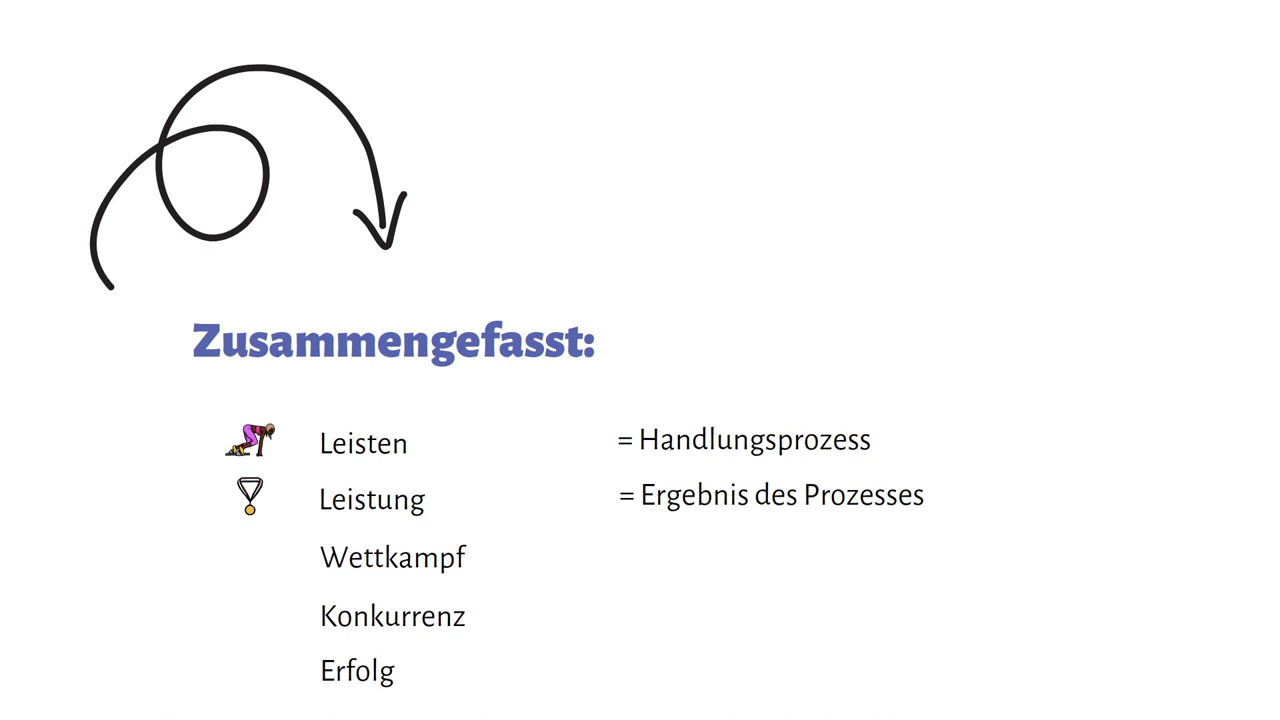 Zusammengefasst:
Leisten = Handlungsprozess
Leistung = Ergebnis des Prozesses
Wettkampf
Konkurrenz
Erfolg